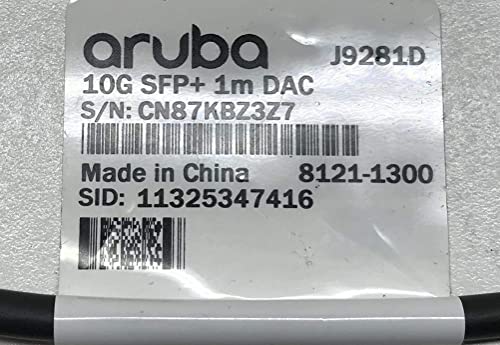 aruba J9281D
10G SFP+ 1m DAC
S/N: CN87KBZ3Z7
Made in China 8121-1300
SID: 11325347416